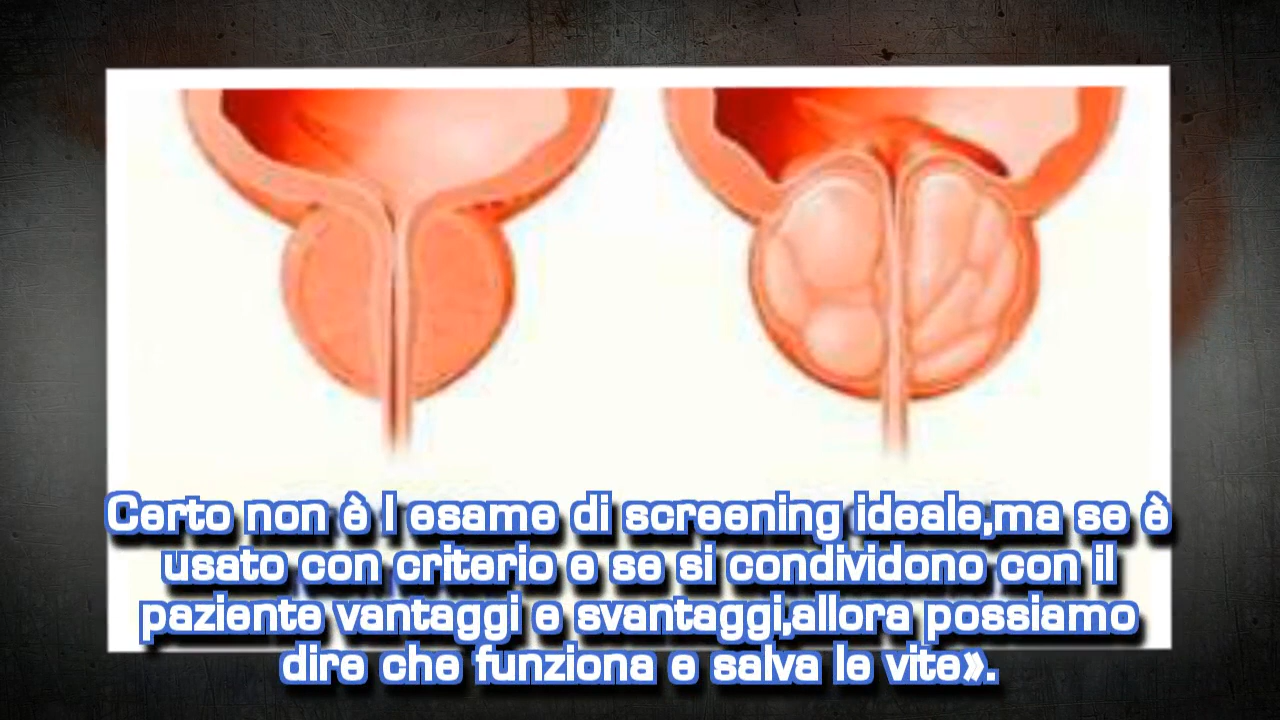 Certo non è l esame di screening ideale,ma se è
usato con criterio e se si condividono con il
paziente vantaggi e svantaggi,allora possiamo
dire che funziona e salva le vite».